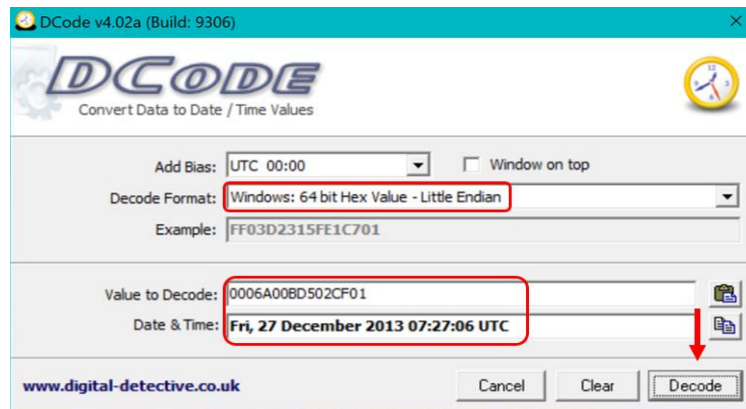 DCode v4.02a (Build: 9306)
DCODE
Convert Data to Date / Time Values
Add Bias: UTC 00:00 Window on top
Decode Format: Windows: 64 bit Hex Value - Little Endian
Example: FF03D2315FE1C701
Value to Decode: 0006A00BD502CF01
Date & Time: Fri, 27 December 2013 07:27:06 UTC
www.digital-detective.co.uk Cancel Clear Decode